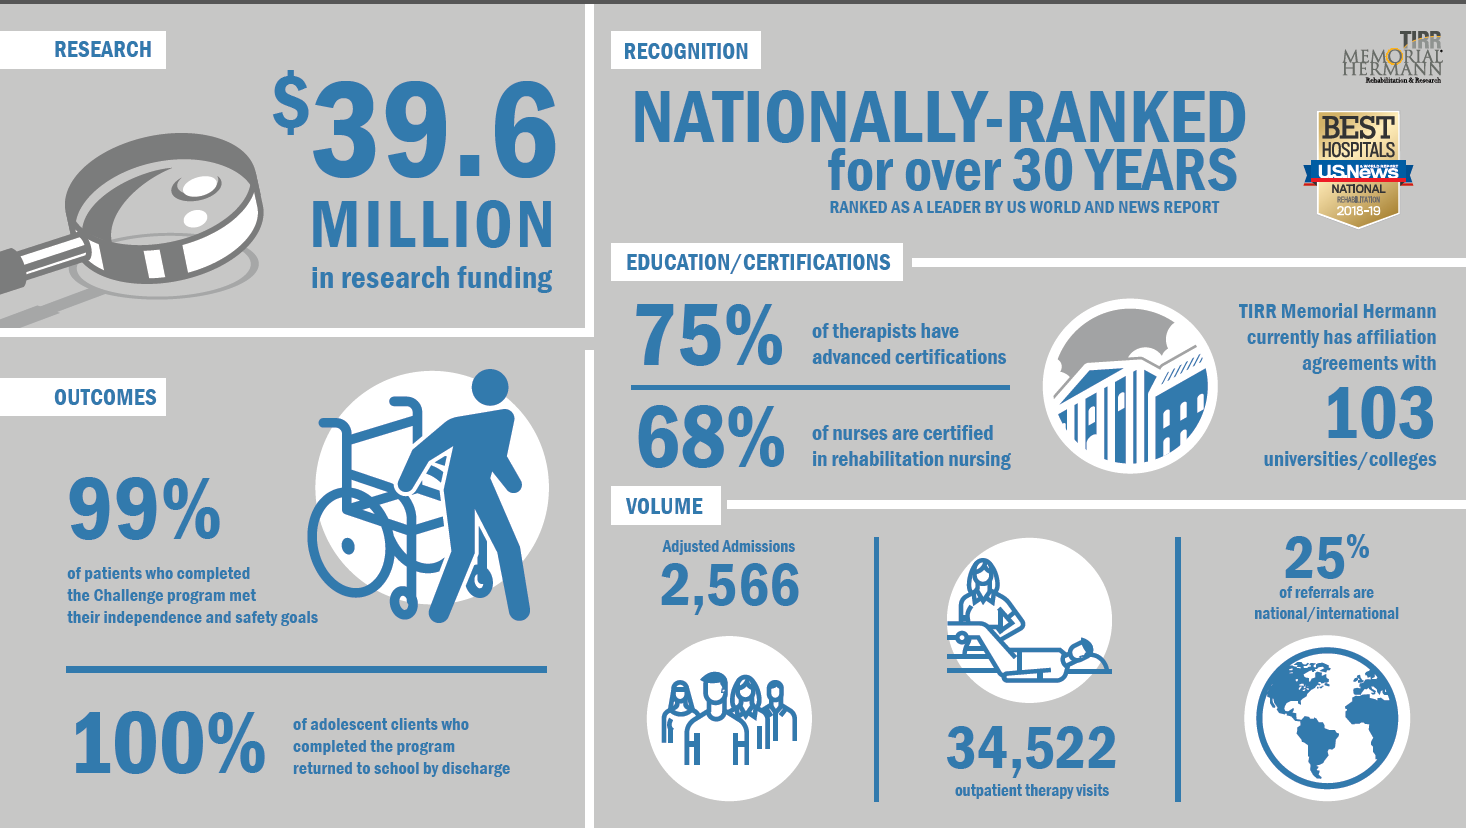 RESEARCH
$39.6
MILLION
in research funding
OUTCOMES
99%
of patients who completed
the Challenge program met
their independence and safety goals
100%
of adolescent clients who
completed the program
returned to school by discharge
RECOGNITION
NATIONALLY-RANKED
for over 30 YEARS
RANKED AS A LEADER BY US WORLD AND NEWS REPORT
TIRR
MEMORIAL
HERMANN
Rehabilitation & Research
BEST
HOSPITALS
U.S.News
& WORLD REPORT
NATIONAL
REHABILITATION
2018-19
EDUCATION/CERTIFICATIONS
75%
of therapists have
advanced certifications
68%
of nurses are certified
in rehabilitation nursing
TIRR Memorial Hermann
currently has affiliation
agreements with
103
universities/colleges
VOLUME
Adjusted Admissions
2,566
34,522
outpatient therapy visits
25%
of referrals are
national/international